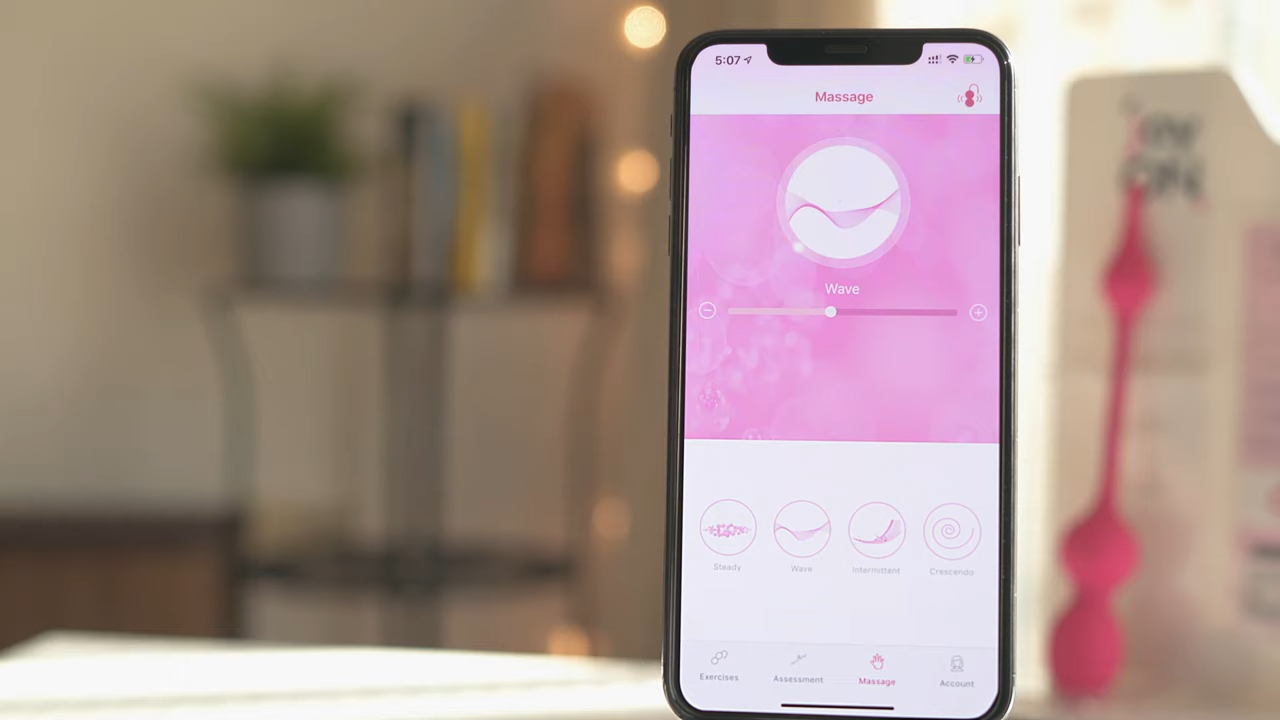 5:07
Massage
Wave
Steady
Wave
Intermittent
Crescendo
Exercises
Assessment
Massage
Account